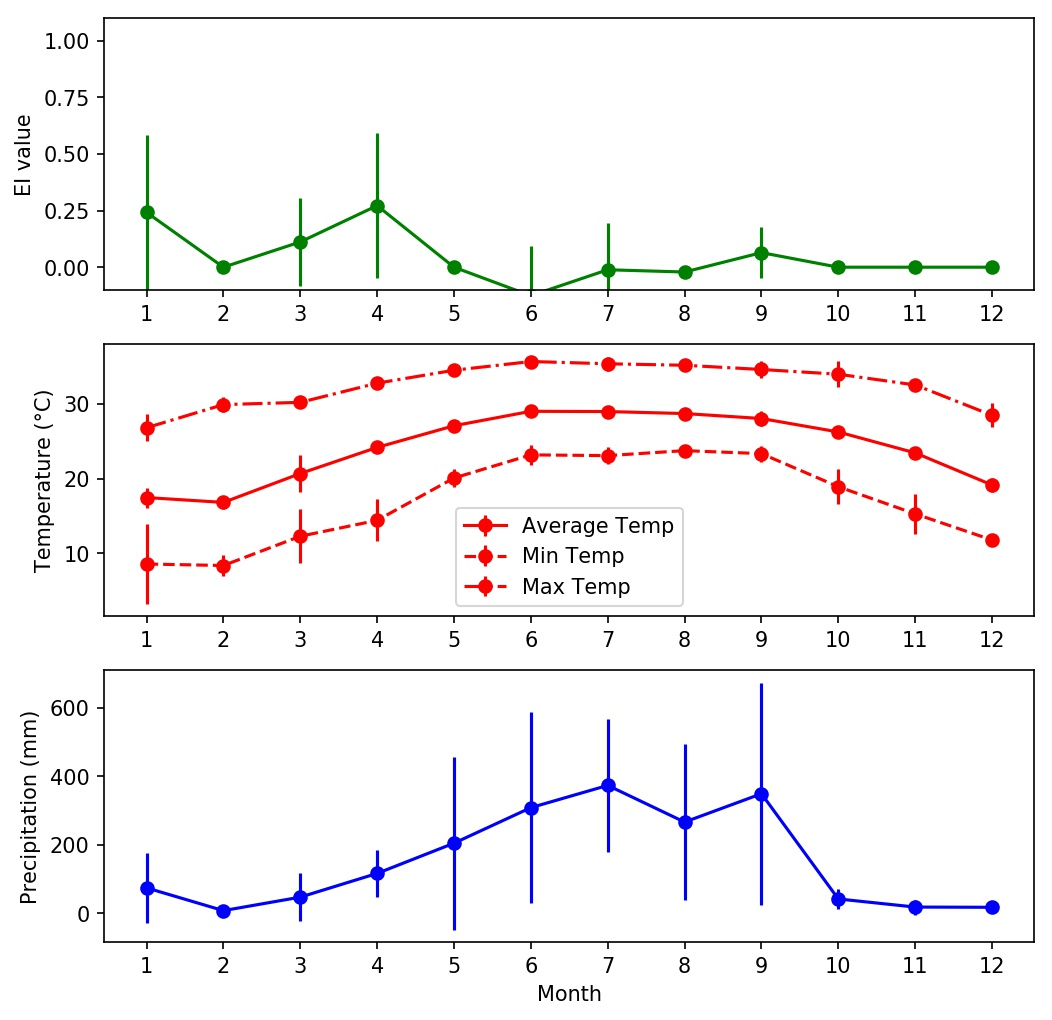 1.00
0.75
0.50
0.25
0.00
EI value
1 2 3 4 5 6 7 8 9 10 11 12
30
20
10
Temperature (°C)
Average Temp
Min Temp
Max Temp
1 2 3 4 5 6 7 8 9 10 11 12
600
400
200
0
Precipitation (mm)
1 2 3 4 5 6 7 8 9 10 11 12
Month